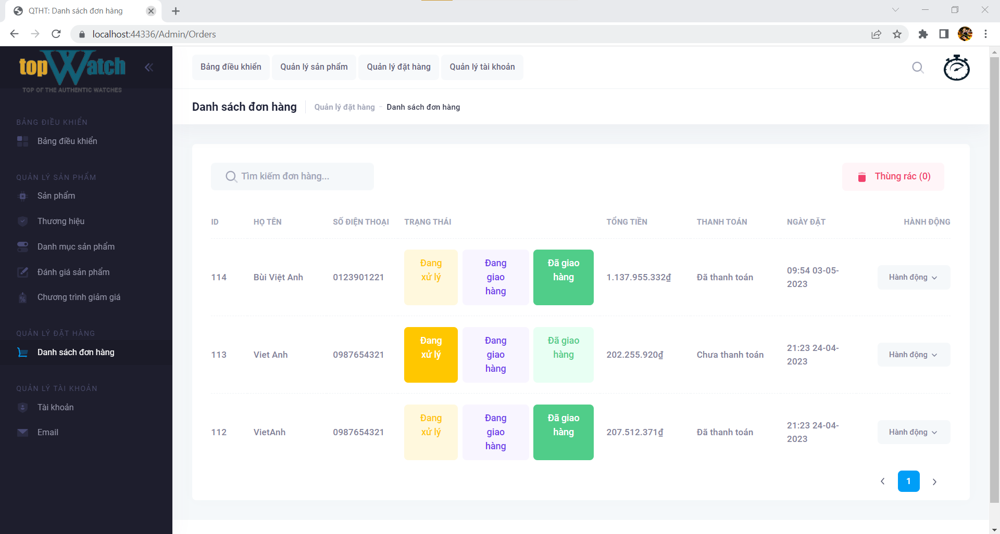 QTHT: Danh sách đơn hàng
localhost:44336/Admin/Orders
topWatch
TOP OF THE AUTHENTIC WATCHES
Bảng điều khiển
Quản lý sản phẩm
Quản lý đặt hàng
Quản lý tài khoản
Danh sách đơn hàng
Quản lý đặt hàng - Danh sách đơn hàng
BẢNG ĐIỀU KHIỂN
Bảng điều khiển
QUẢN LÝ SẢN PHẨM
Sản phẩm
Thương hiệu
Danh mục sản phẩm
Đánh giá sản phẩm
Chương trình giảm giá
QUẢN LÝ ĐẶT HÀNG
Danh sách đơn hàng
QUẢN LÝ TÀI KHOẢN
Tài khoản
Email
Tìm kiếm đơn hàng...
Thùng rác (0)
ID HỌ TÊN SỐ ĐIỆN THOẠI TRẠNG THÁI TỔNG TIỀN THANH TOÁN NGÀY ĐẶT HÀNH ĐỘNG
114
Bùi Việt Anh
0123901221
Đang
xử lý
Đang
giao
hàng
Đã giao
hàng
1.137.955.332₫
Đã thanh toán
09:54 03-05-
2023
Hành động
113
Viet Anh
0987654321
Đang
xử lý
Đang
giao
hàng
Đã giao
hàng
202.255.920₫
Chưa thanh toán
21:23 24-04-
2023
Hành động
112
VietAnh
0987654321
Đang
xử lý
Đang
giao
hàng
Đã giao
hàng
207.512.371₫
Đã thanh toán
21:23 24-04-
2023
Hành động
1